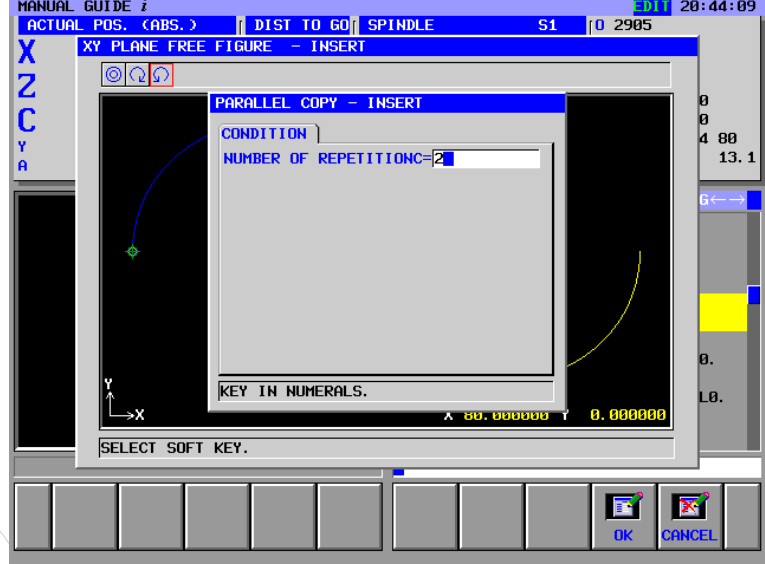 MANUAL GUIDE i EDIT 20:44:09
ACTUAL POS. (ABS.) DIST TO GO SPINDLE S1 O 2905
XY PLANE FREE FIGURE - INSERT
X
Z
C
Y
A
0
0
4 80
13.1
PARALLEL COPY - INSERT
CONDITION
NUMBER OF REPETITIONC=2
G←→
0.
L0.
KEY IN NUMERALS.
Y
X
X 80.000000 Y 0.000000
SELECT SOFT KEY.
OK CANCEL